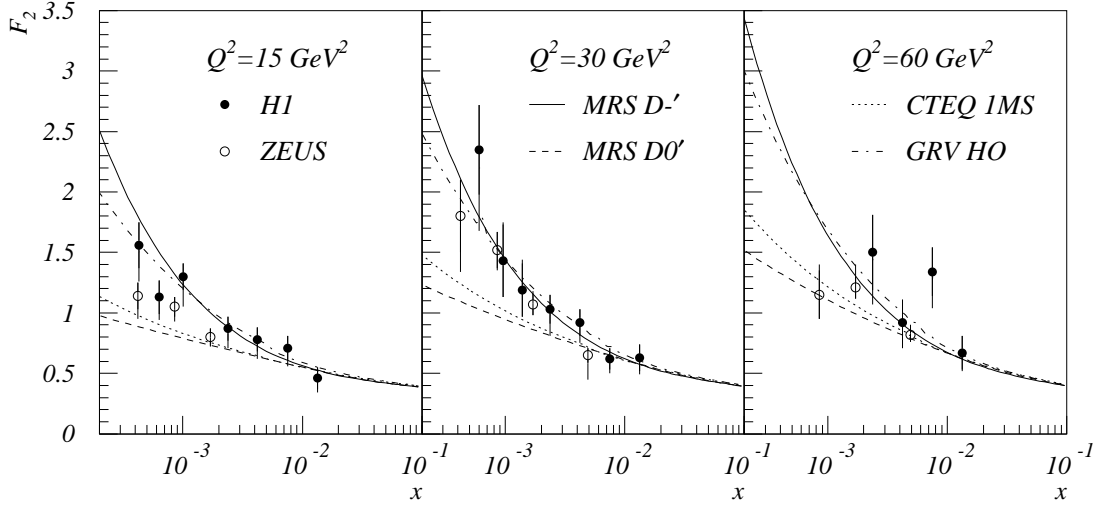 F₂
3.5
3
2.5
2
1.5
1
0.5
0
Q²=15 GeV²
H1
ZEUS
Q²=30 GeV²
MRS D-′
MRS D0′
Q²=60 GeV²
CTEQ 1MS
GRV HO
10⁻³ 10⁻² 10⁻¹ 10⁻³ 10⁻² 10⁻¹ 10⁻³ 10⁻² 10⁻¹
x x x